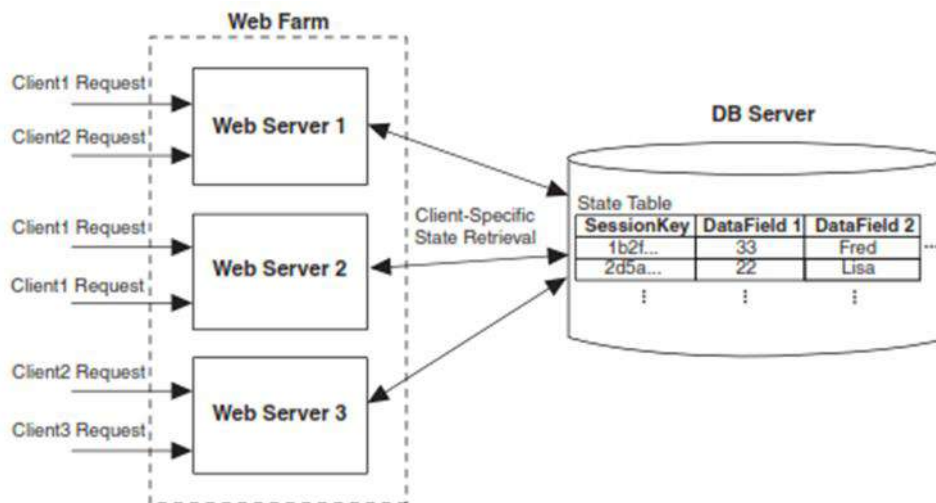 Web Farm
Client1 Request
Client2 Request
Web Server 1
Client1 Request
Client1 Request
Web Server 2
Client2 Request
Client3 Request
Web Server 3
Client-Specific
State Retrieval
DB Server
State Table
SessionKey DataField 1 DataField 2
1b2f... 33 Fred ...
2d5a... 22 Lisa